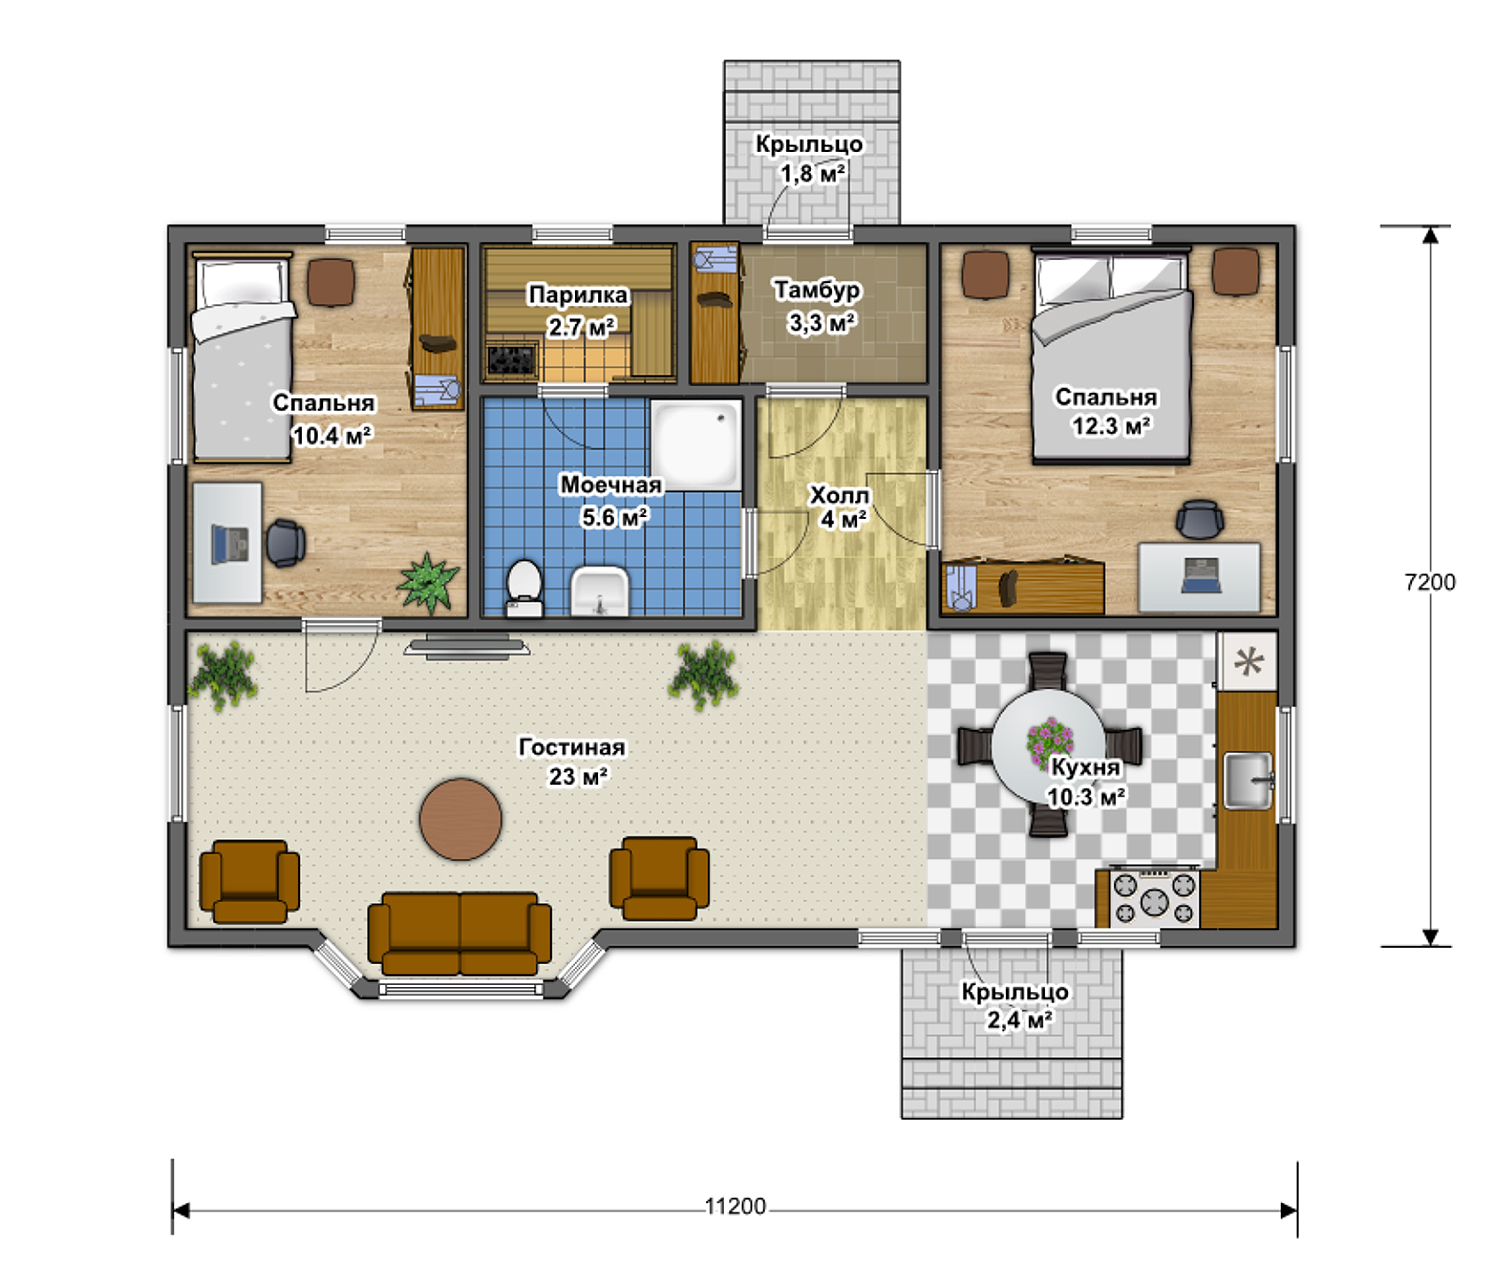 Крыльцо
1,8 м²
Парилка
2.7 м²
Тамбур
3,3 м²
Спальня
10.4 м²
Спальня
12.3 м²
Моечная
5.6 м²
Холл
4 м²
7200
Гостиная
23 м²
Кухня
10.3 м²
Крыльцо
2,4 м²
11200